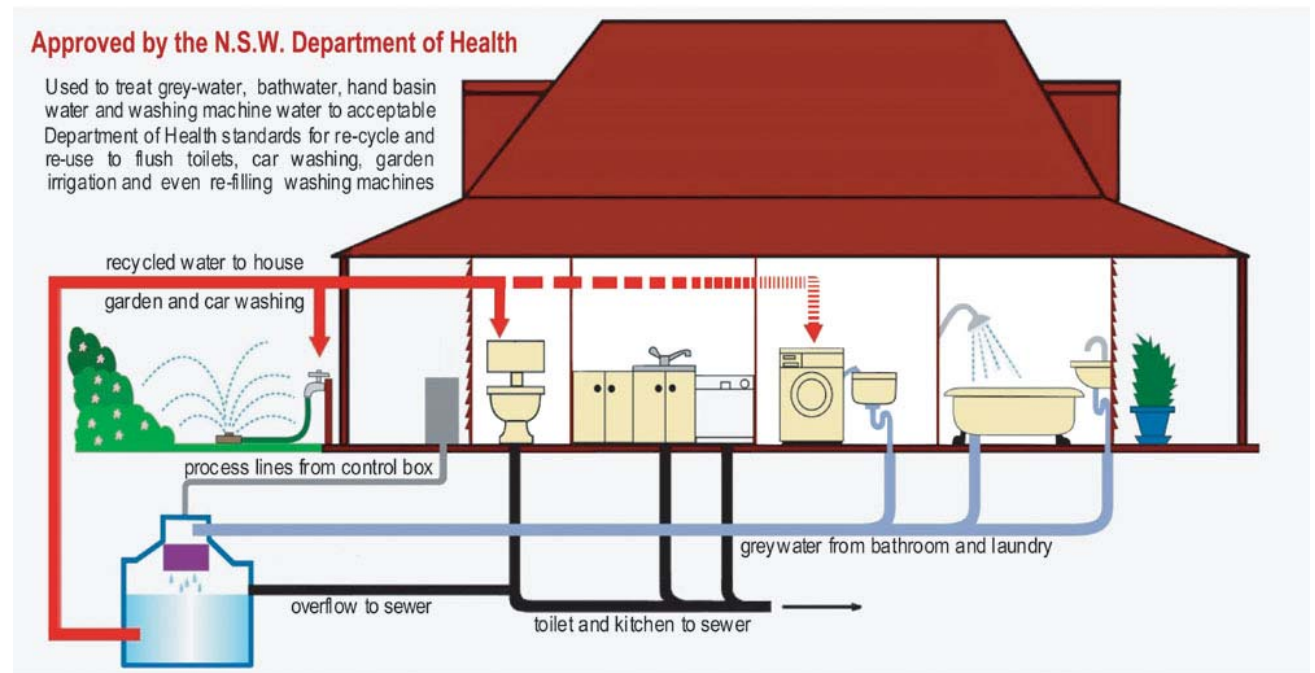 Approved by the N.S.W. Department of Health
Used to treat grey-water, bathwater, hand basin
water and washing machine water to acceptable
Department of Health standards for re-cycle and
re-use to flush toilets, car washing, garden
irrigation and even re-filling washing machines
recycled water to house
garden and car washing
process lines from control box
greywater from bathroom and laundry
overflow to sewer
toilet and kitchen to sewer